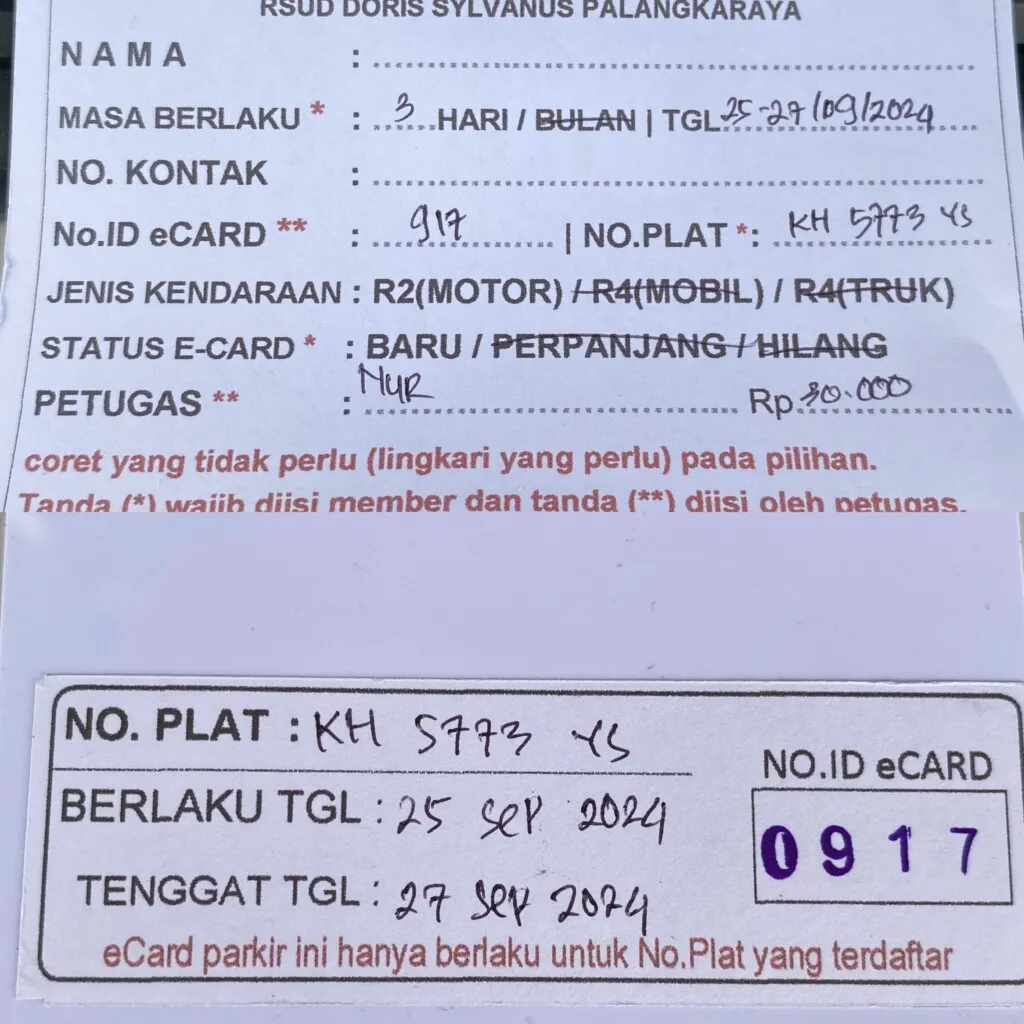 RSUD DORIS SYLVANUS PALANGKARAYA
N A M A :
MASA BERLAKU * : 3 HARI / BULAN | TGL 25-27/09/2024
NO. KONTAK :
No.ID eCARD ** : 917 | NO.PLAT *: KH 5773 YS
JENIS KENDARAAN : R2(MOTOR) / R4(MOBIL) / R4(TRUK)
STATUS E-CARD * : BARU / PERPANJANG / HILANG
PETUGAS ** : NUR Rp.30.000
coret yang tidak perlu (lingkari yang perlu) pada pilihan.
Tanda (*) wajib diisi member dan tanda (**) diisi oleh petugas.
NO. PLAT : KH 5773 YS
BERLAKU TGL : 25 SEP 2024
TENGGAT TGL : 27 SEP 2024
NO.ID eCARD
0917
eCard parkir ini hanya berlaku untuk No.Plat yang terdaftar